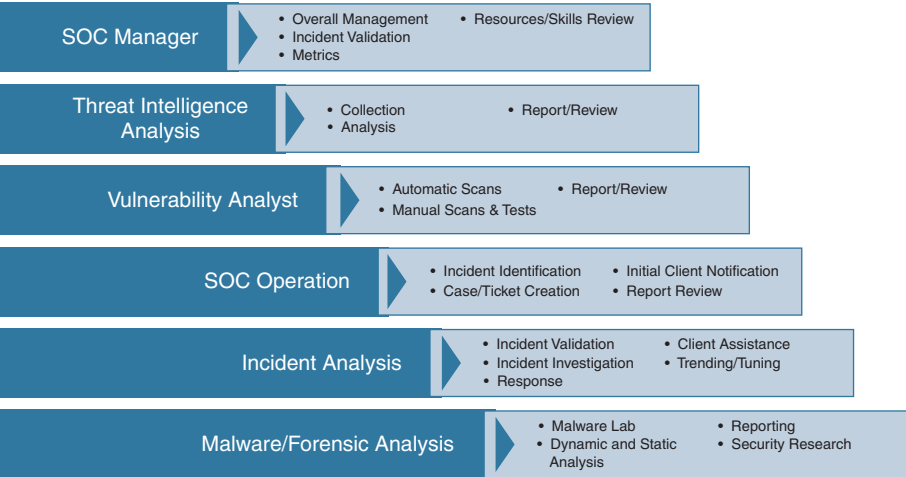 SOC Manager
• Overall Management
• Incident Validation
• Metrics
• Resources/Skills Review
Threat Intelligence
Analysis
• Collection
• Analysis
• Report/Review
Vulnerability Analyst
• Automatic Scans
• Manual Scans & Tests
• Report/Review
SOC Operation
• Incident Identification
• Case/Ticket Creation
• Initial Client Notification
• Report Review
Incident Analysis
• Incident Validation
• Incident Investigation
• Response
• Client Assistance
• Trending/Tuning
Malware/Forensic Analysis
• Malware Lab
• Dynamic and Static
Analysis
• Reporting
• Security Research